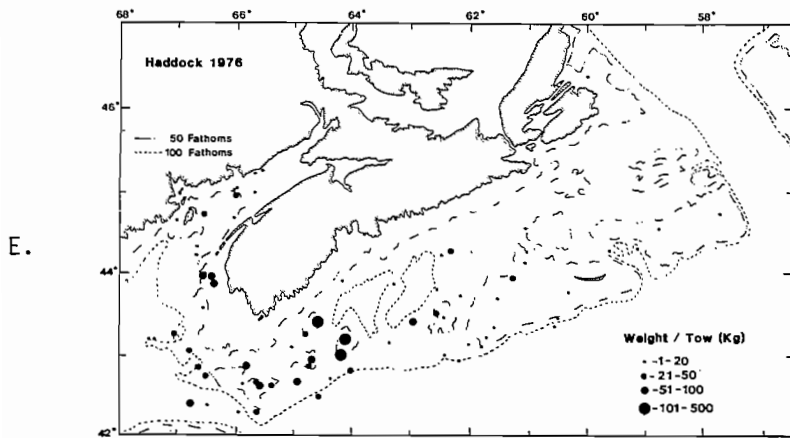 68° 66° 64° 62° 60° 58°
Haddock 1976
46°
50 Fathoms
100 Fathoms
E.
44°
Weight / Tow (Kg)
-1-20
-21-50
-51-100
-101-500
42°